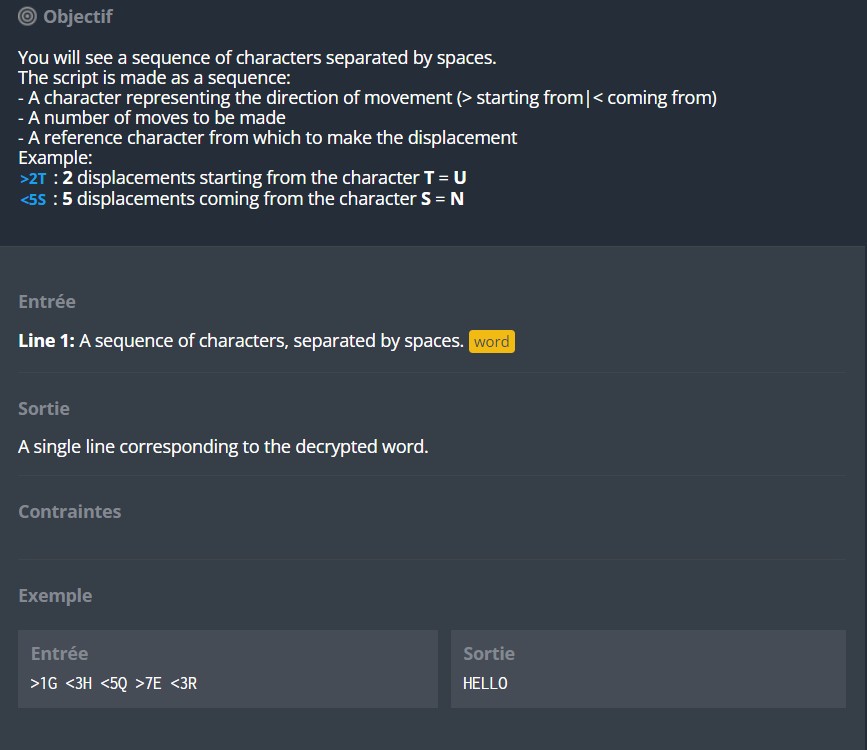 Objectif
You will see a sequence of characters separated by spaces.
The script is made as a sequence:
- A character representing the direction of movement (> starting from|< coming from)
- A number of moves to be made
- A reference character from which to make the displacement
Example:
>2T : 2 displacements starting from the character T = U
<5S : 5 displacements coming from the character S = N
Entrée
Line 1: A sequence of characters, separated by spaces. word
Sortie
A single line corresponding to the decrypted word.
Contraintes
Exemple
Entrée
>1G <3H <5Q >7E <3R
Sortie
HELLO